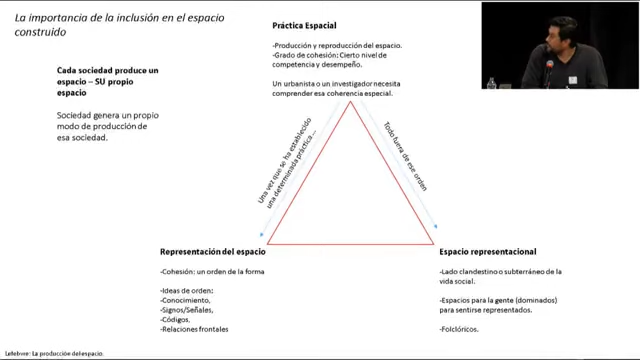 La importancia de la inclusión en el espacio
construido
Práctica Espacial
-Producción y reproducción del espacio.
-Grado de cohesión; Cierto nivel de
competencia y desempeño.
Un urbanista o un investigador necesita
comprender esa coherencia especial.
Cada sociedad produce un
espacio – SU propio
espacio
Sociedad genera un propio
modo de producción de
esa sociedad.
Una vez que se ha establecido
una determinada práctica...
Todo fuera de ese orden
Representación del espacio
-Cohesión: un orden de la forma
-Ideas de orden;
-Conocimiento,
-Signos/Señales,
-Códigos,
-Relaciones frontales
Espacio representacional
-Lado clandestino o subterráneo de la
vida social.
-Espacios para la gente (dominados)
para sentirse representados.
-Folclóricos.
Lefebvre: La producción del espacio.